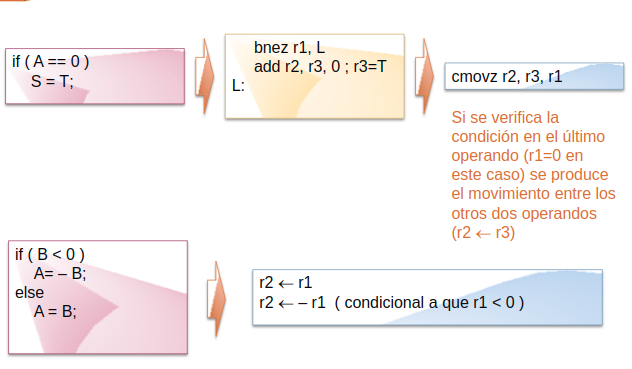 if ( A == 0 )
S = T;
bnez r1, L
add r2, r3, 0 ; r3=T
L:
cmovz r2, r3, r1
Si se verifica la
condición en el último
operando (r1=0 en
este caso) se produce
el movimiento entre los
otros dos operandos
(r2 ← r3)
if ( B < 0 )
A= – B;
else
A = B;
r2 ← r1
r2 ← – r1 ( condicional a que r1 < 0 )